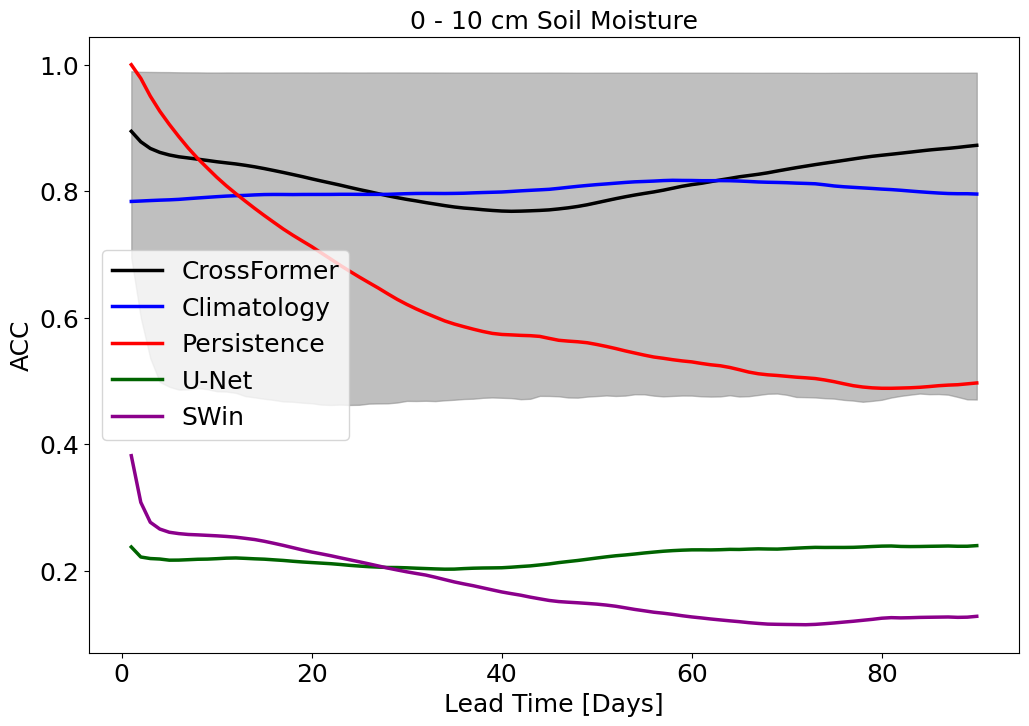 0 - 10 cm Soil Moisture
ACC
1.0
0.8
0.6
0.4
0.2
CrossFormer
Climatology
Persistence
U-Net
SWin
0 20 40 60 80
Lead Time [Days]